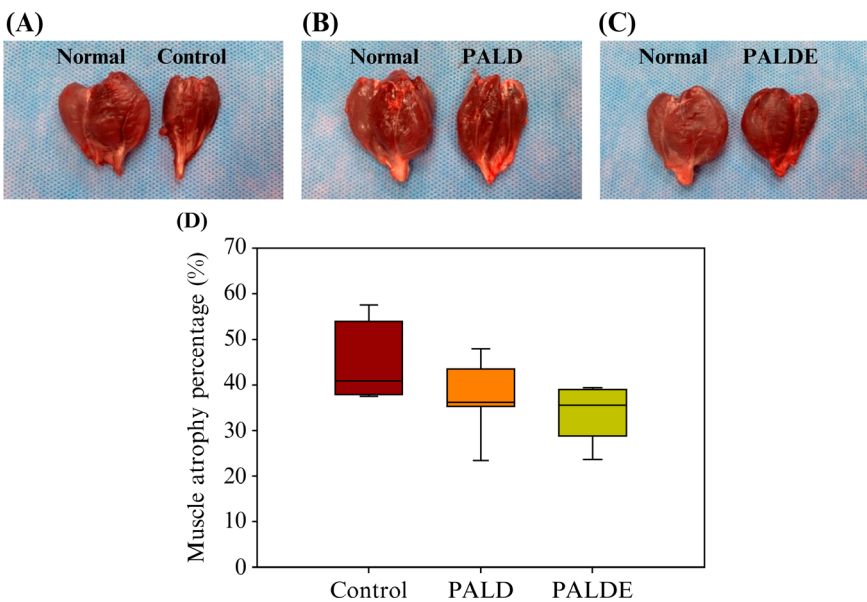 (A)
(B)
(C)
Normal Control
Normal PALD
Normal PALDE
(D)
Muscle atrophy percentage (%)
70
60
50
40
30
20
10
0
Control PALD PALDE